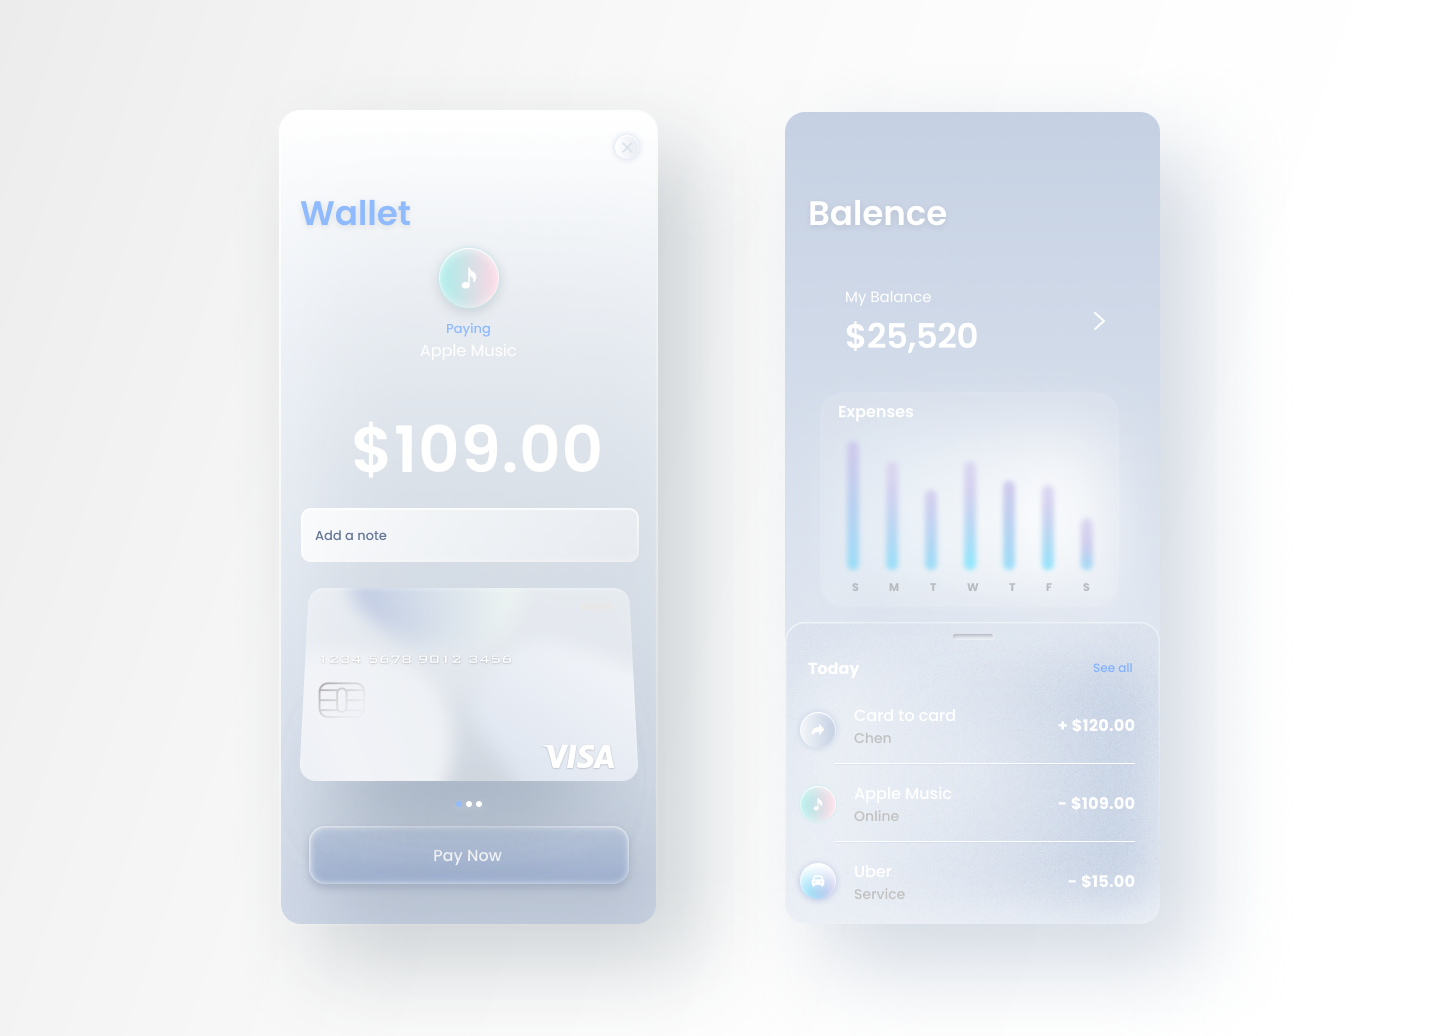 Wallet
Paying
Apple Music
$109.00
Add a note
1234 5678 9012 3456
VISA
Pay Now
Balence
My Balance
$25,520
Expenses
S M T W T F S
Today See all
Card to card
Chen
+ $120.00
Apple Music
Online
- $109.00
Uber
Service
- $15.00